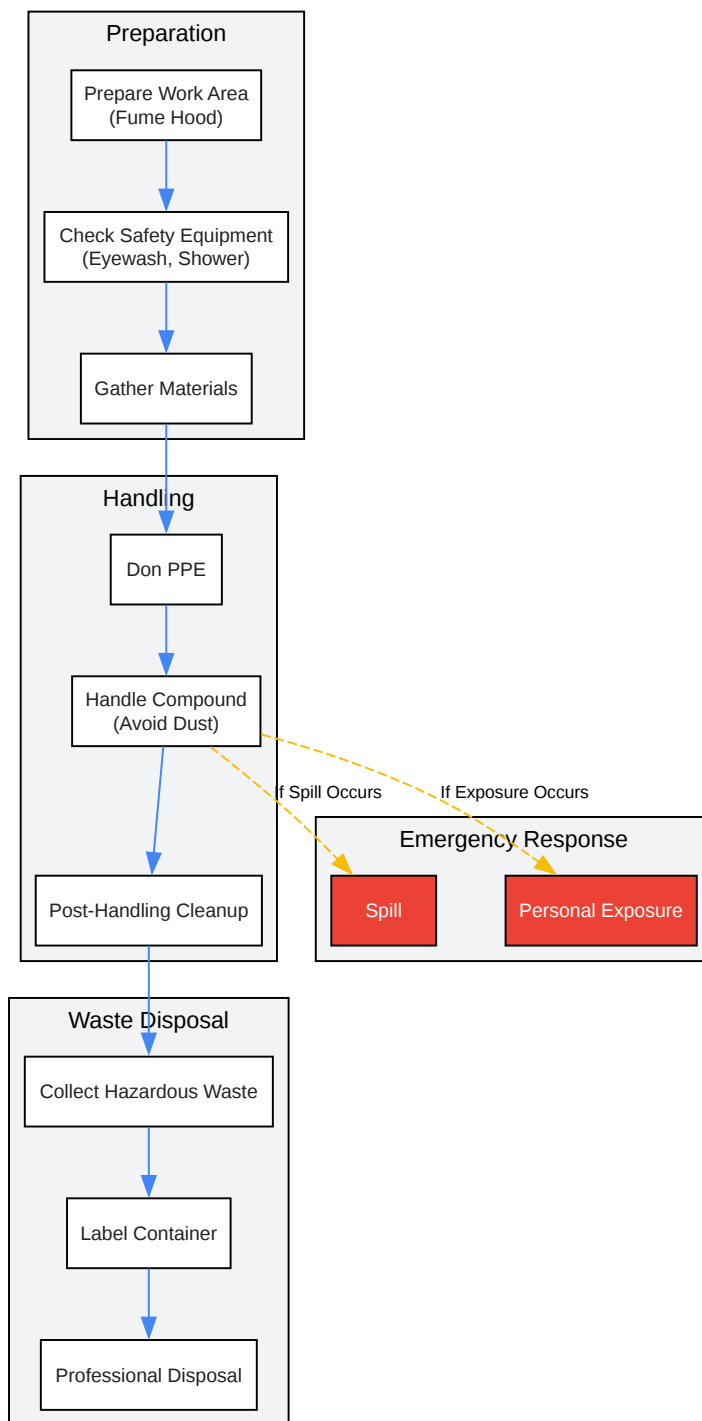 Preparation
Prepare Work Area
(Fume Hood)
Check Safety Equipment
(Eyewash, Shower)
Gather Materials
Handling
Don PPE
Handle Compound
(Avoid Dust)
If Spill Occurs
If Exposure Occurs
Emergency Response
Post-Handling Cleanup
Spill
Personal Exposure
Waste Disposal
Collect Hazardous Waste
Label Container
Professional Disposal